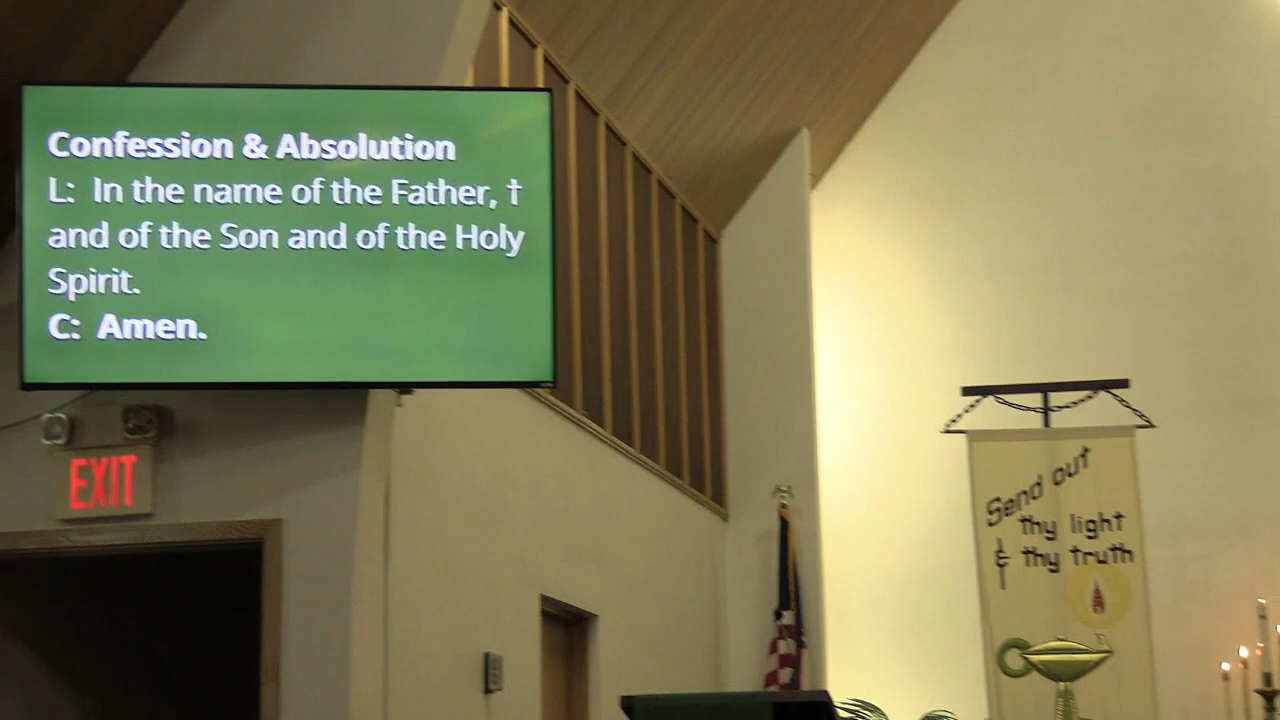 Confession & Absolution
L: In the name of the Father, †
and of the Son and of the Holy
Spirit.
C: Amen.
EXIT
Send out
thy light
& thy truth